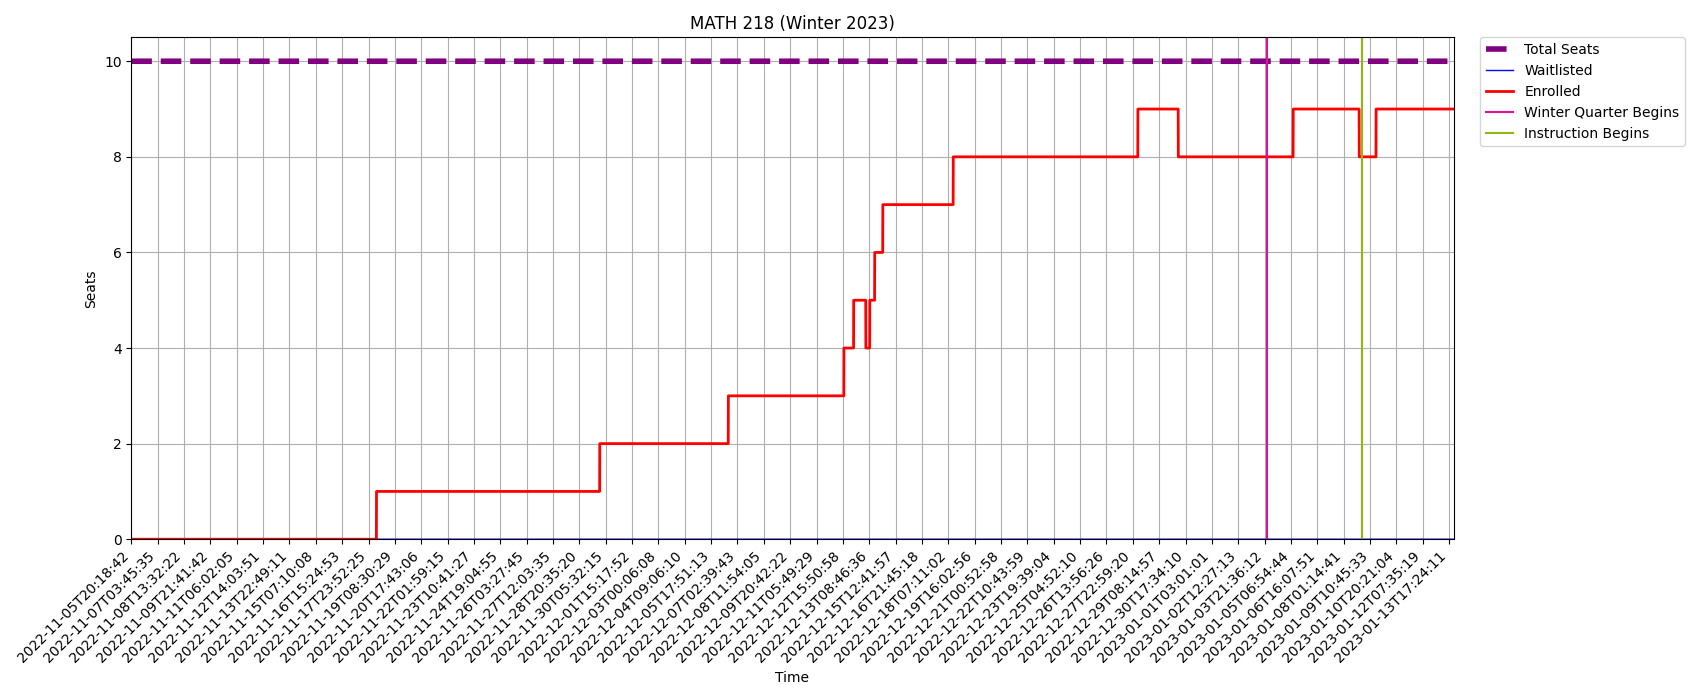 MATH 218 (Winter 2023)
Total Seats
Waitlisted
Enrolled
Winter Quarter Begins
Instruction Begins
Seats
10
8
6
4
2
0
2022-11-05T20:18:42
2022-11-07T03:45:35
2022-11-08T13:32:22
2022-11-09T21:41:42
2022-11-11T06:02:05
2022-11-12T14:03:51
2022-11-13T22:49:11
2022-11-15T07:10:08
2022-11-16T15:24:53
2022-11-17T23:52:25
2022-11-19T08:30:29
2022-11-20T17:43:06
2022-11-22T01:59:15
2022-11-23T10:41:27
2022-11-24T19:04:55
2022-11-26T03:27:45
2022-11-27T12:03:35
2022-11-28T20:35:20
2022-11-30T05:32:15
2022-12-01T15:17:52
2022-12-03T00:06:08
2022-12-04T09:06:10
2022-12-05T17:51:13
2022-12-07T02:39:43
2022-12-08T11:54:05
2022-12-09T20:42:22
2022-12-11T05:49:29
2022-12-12T15:50:58
2022-12-13T08:46:36
2022-12-15T12:41:57
2022-12-16T21:45:18
2022-12-18T07:11:02
2022-12-19T16:02:56
2022-12-21T00:52:58
2022-12-22T10:43:59
2022-12-23T19:39:04
2022-12-25T04:52:10
2022-12-26T13:56:26
2022-12-27T22:59:20
2022-12-29T08:14:57
2022-12-30T17:34:10
2023-01-01T03:01:01
2023-01-02T12:27:13
2023-01-03T21:36:12
2023-01-05T06:54:44
2023-01-06T16:07:51
2023-01-08T01:14:41
2023-01-09T10:45:33
2023-01-10T20:21:04
2023-01-12T07:35:19
2023-01-13T17:24:11
Time